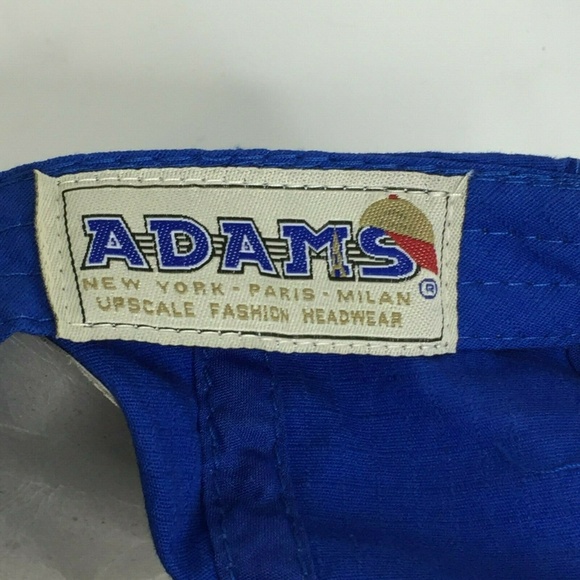 ADAMS
®
NEW YORK - PARIS - MILAN
UPSCALE FASHION HEADWEAR